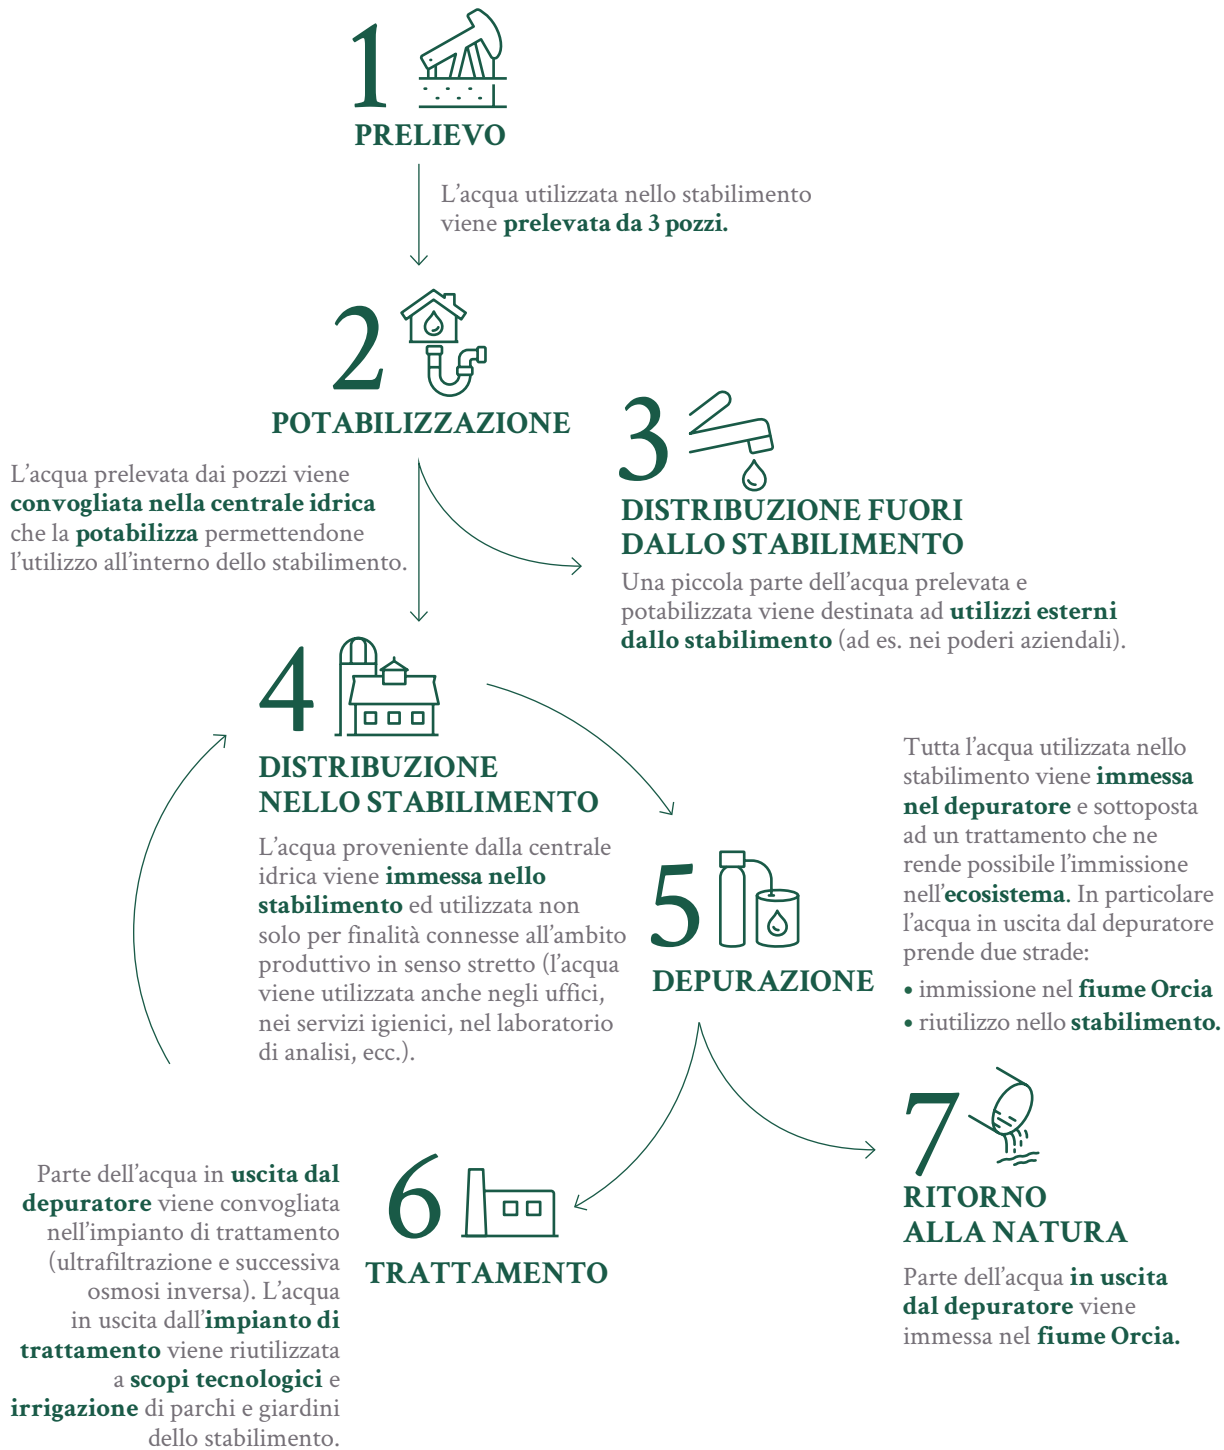 1
PRELIEVO
L’acqua utilizzata nello stabilimento
viene prelevata da 3 pozzi.
2
POTABILIZZAZIONE
L’acqua prelevata dai pozzi viene
convogliata nella centrale idrica
che la potabilizza permettendone
l’utilizzo all’interno dello stabilimento.
3
DISTRIBUZIONE FUORI
DALLO STABILIMENTO
Una piccola parte dell’acqua prelevata e
potabilizzata viene destinata ad utilizzi esterni
dallo stabilimento (ad es. nei poderi aziendali).
4
DISTRIBUZIONE
NELLO STABILIMENTO
L’acqua proveniente dalla centrale
idrica viene immessa nello
stabilimento ed utilizzata non
solo per finalità connesse all’ambito
produttivo in senso stretto (l’acqua
viene utilizzata anche negli uffici,
nei servizi igienici, nel laboratorio
di analisi, ecc.).
5
DEPURAZIONE
Tutta l’acqua utilizzata nello
stabilimento viene immessa
nel depuratore e sottoposta
ad un trattamento che ne
rende possibile l’immissione
nell’ecosistema. In particolare
l’acqua in uscita dal depuratore
prende due strade:
• immissione nel fiume Orcia
• riutilizzo nello stabilimento.
6
TRATTAMENTO
Parte dell’acqua in uscita dal
depuratore viene convogliata
nell’impianto di trattamento
(ultrafiltrazione e successiva
osmosi inversa). L’acqua
in uscita dall’impianto di
trattamento viene riutilizzata
a scopi tecnologici e
irrigazione di parchi e giardini
dello stabilimento.
7
RITORNO
ALLA NATURA
Parte dell’acqua in uscita
dal depuratore viene
immessa nel fiume Orcia.